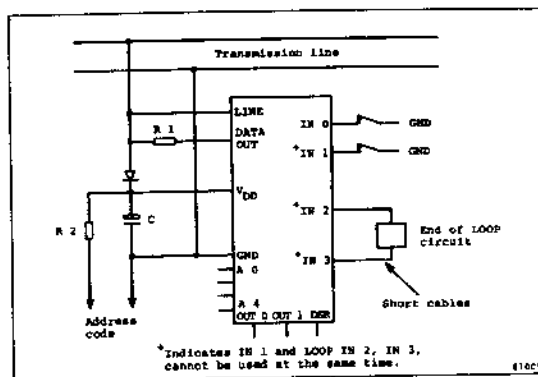 Transmission line
LINE
R 1
DATA
OUT
IN 0
GND
+IN 1
GND
VDD
+IN 2
R 2
C
End of LOOP
circuit
GND
+IN 3
A 0
A 4
Short cables
Address
code
OUT 0 OUT 1 DSR
+Indicates IN 1 and LOOP IN 2, IN 3,
cannot be used at the same time.